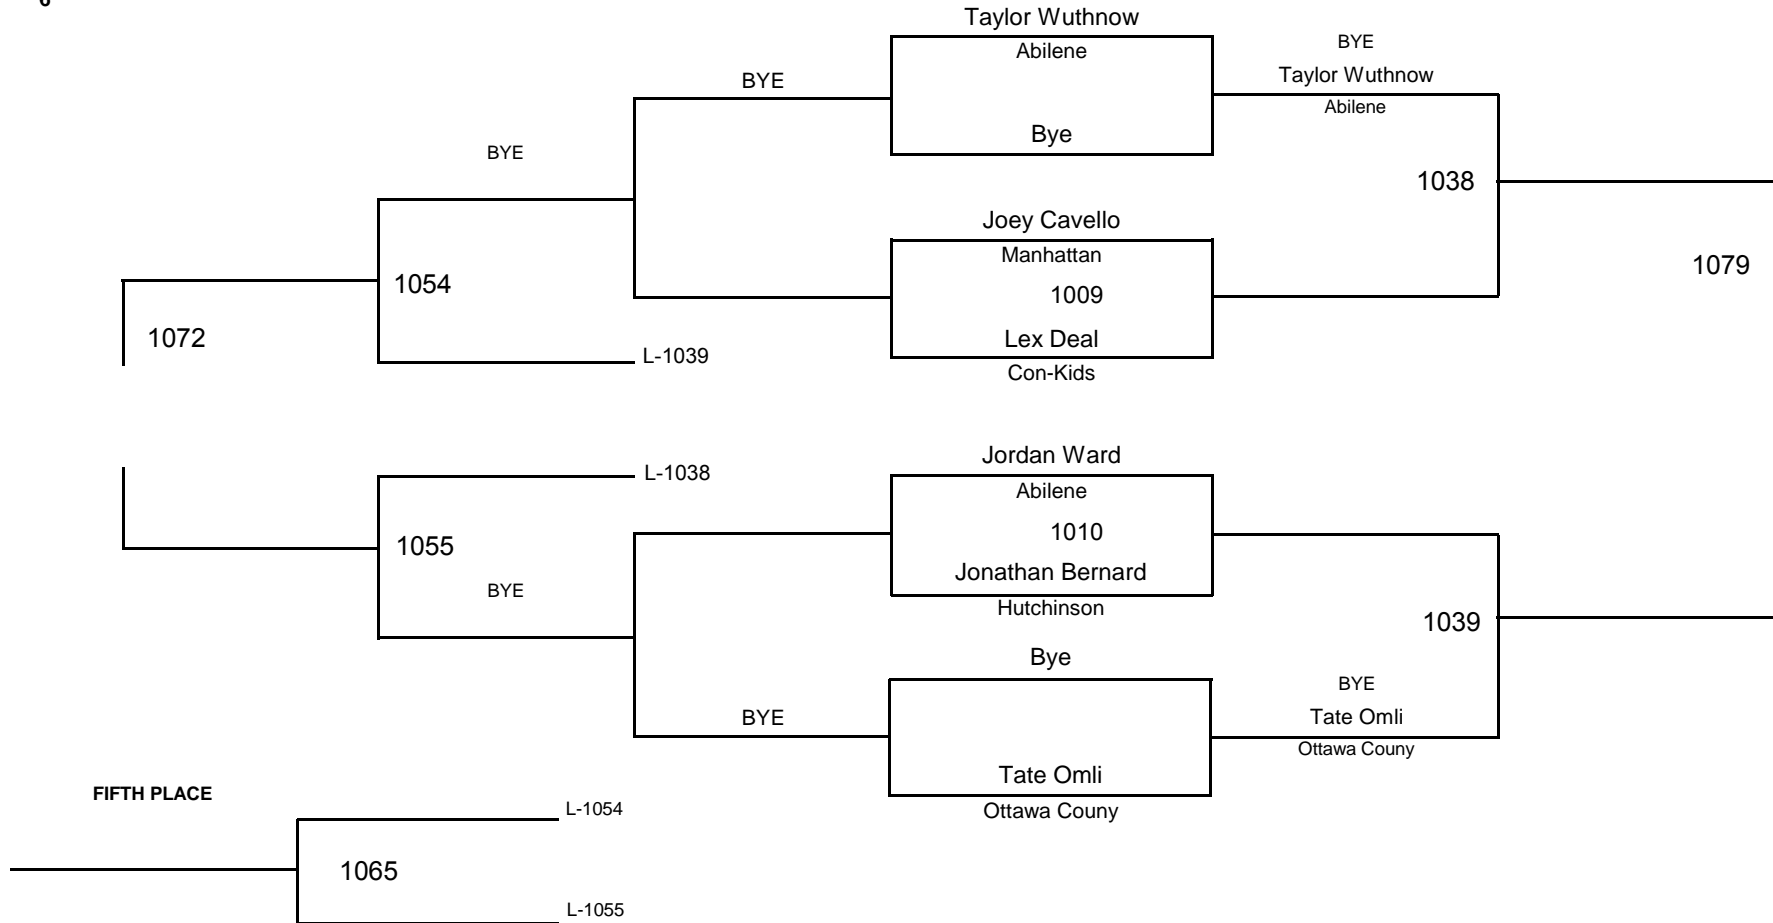 6
Taylor Wuthnow
Abilene
BYE
BYE
Taylor Wuthnow
Abilene
Bye
BYE
1038
Joey Cavello
Manhattan
1009
Lex Deal
Con-Kids
1079
1054
1072
L-1039
Jordan Ward
Abilene
1010
Jonathan Bernard
Hutchinson
L-1038
1055
BYE
1039
Bye
BYE
BYE
Tate Omli
Ottawa Couny
Tate Omli
Ottawa Couny
FIFTH PLACE
L-1054
1065
L-1055